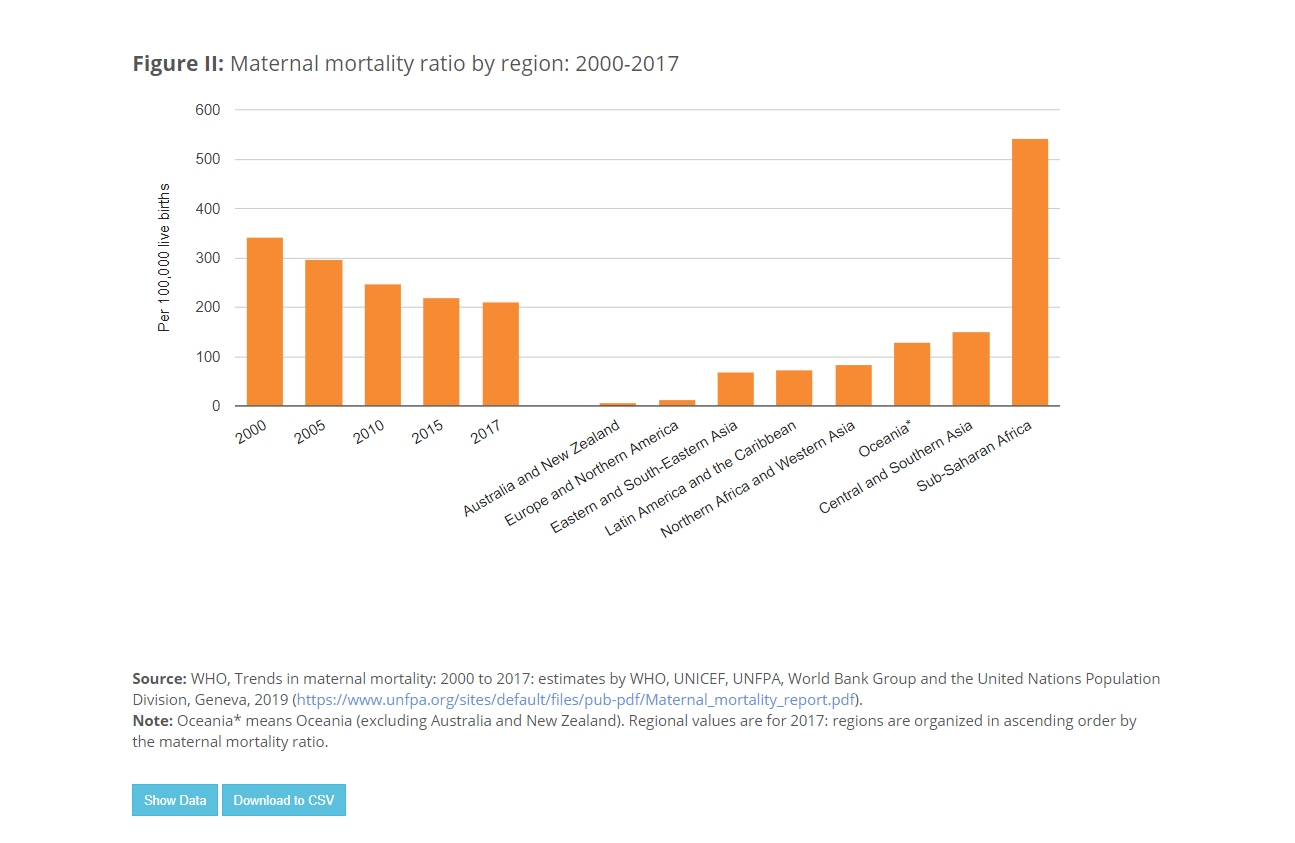 Figure II: Maternal mortality ratio by region: 2000-2017
Per 100,000 live births
600
500
400
300
200
100
0
2000
2005
2010
2015
2017
Australia and New Zealand
Europe and Northern America
Eastern and South-Eastern Asia
Latin America and the Caribbean
Northern Africa and Western Asia
Oceania*
Central and Southern Asia
Sub-Saharan Africa
Source: WHO, Trends in maternal mortality: 2000 to 2017: estimates by WHO, UNICEF, UNFPA, World Bank Group and the United Nations Population
Division, Geneva, 2019 (https://www.unfpa.org/sites/default/files/pub-pdf/Maternal_mortality_report.pdf).
Note: Oceania* means Oceania (excluding Australia and New Zealand). Regional values are for 2017: regions are organized in ascending order by
the maternal mortality ratio.
Show Data
Download to CSV